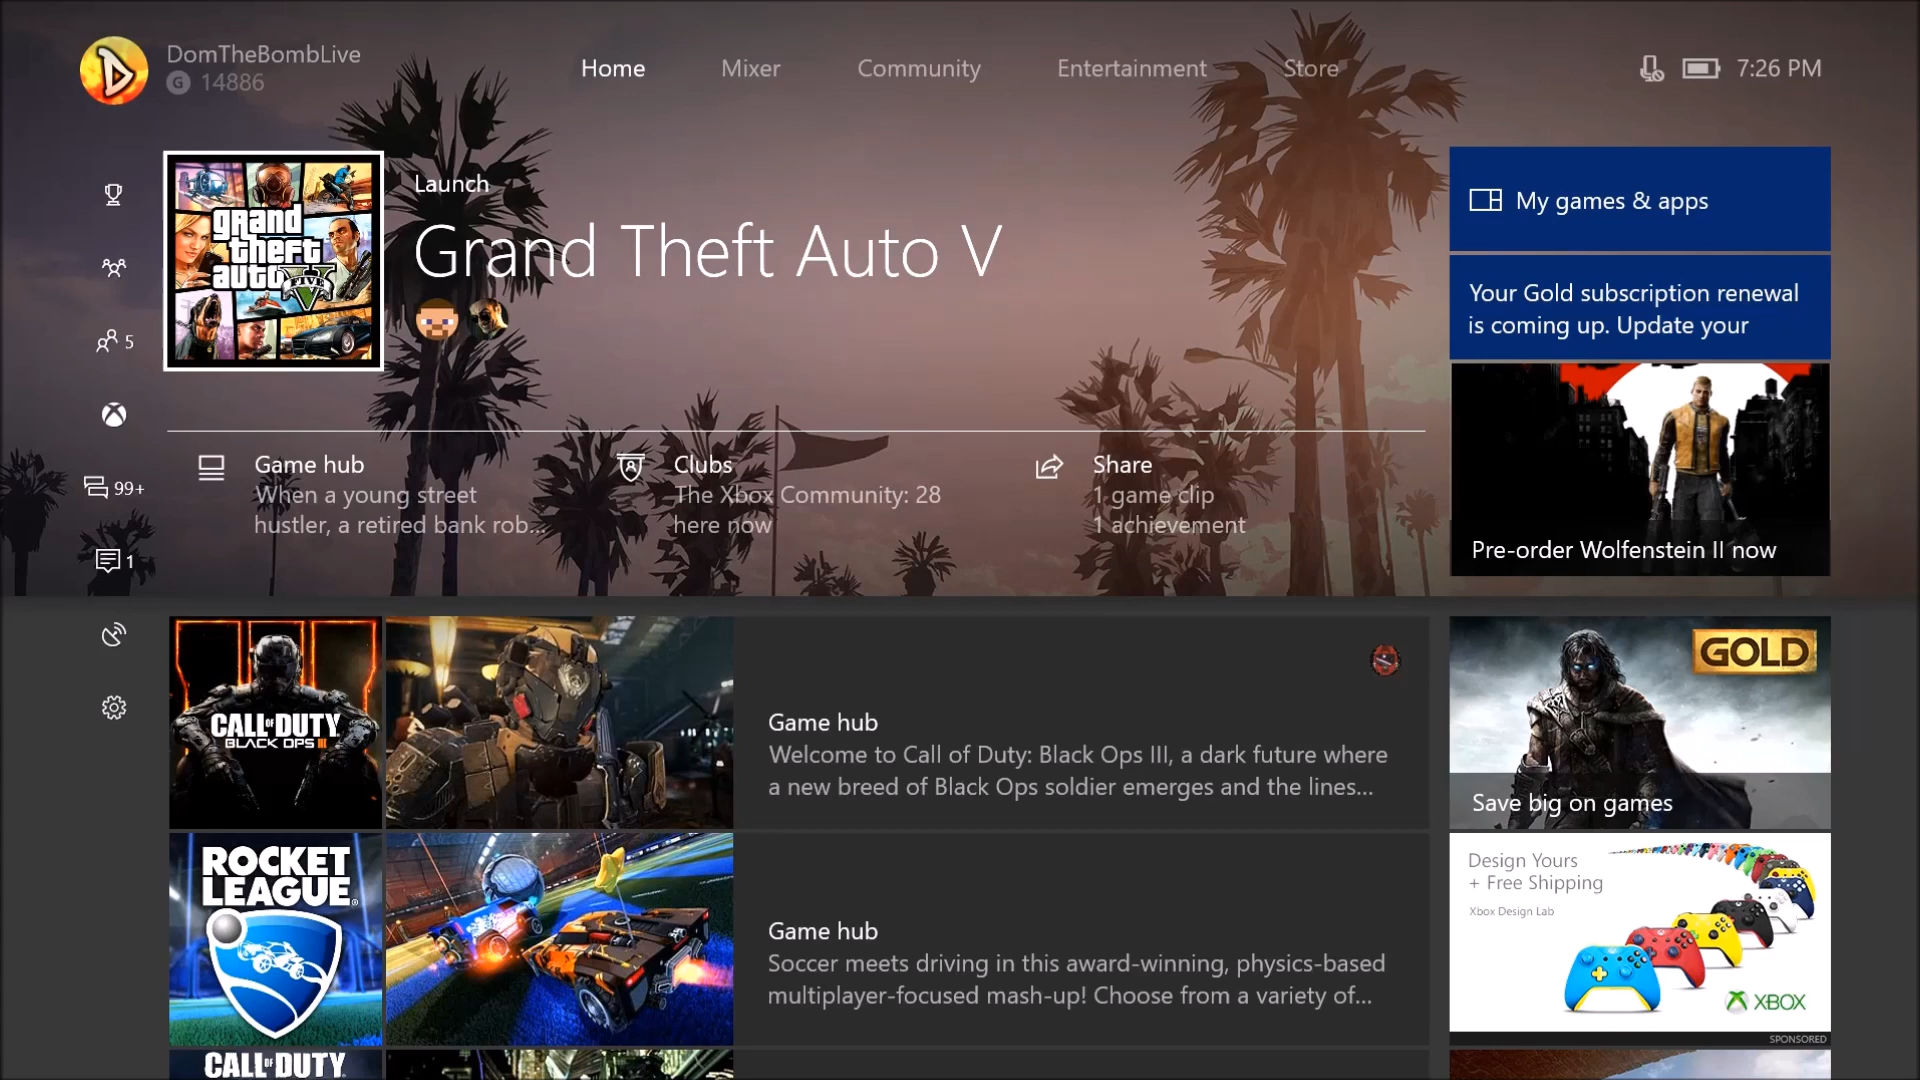 DomTheBombLive
G 14886
Home
Mixer
Community
Entertainment
Store
7:26 PM
grand
theft
auto
FIVE
Launch
Grand Theft Auto V
My games & apps
Your Gold subscription renewal
is coming up. Update your
5
99+
1
Game hub
When a young street
hustler, a retired bank rob...
Clubs
The Xbox Community: 28
here now
Share
1 game clip
1 achievement
Pre-order Wolfenstein II now
CALL OF DUTY
BLACK OPS III
Game hub
Welcome to Call of Duty: Black Ops III, a dark future where
a new breed of Black Ops soldier emerges and the lines...
GOLD
Save big on games
ROCKET
LEAGUE
Game hub
Soccer meets driving in this award-winning, physics-based
multiplayer-focused mash-up! Choose from a variety of...
Design Yours
+ Free Shipping
Xbox Design Lab
XBOX
SPONSORED
CALL OF DUTY